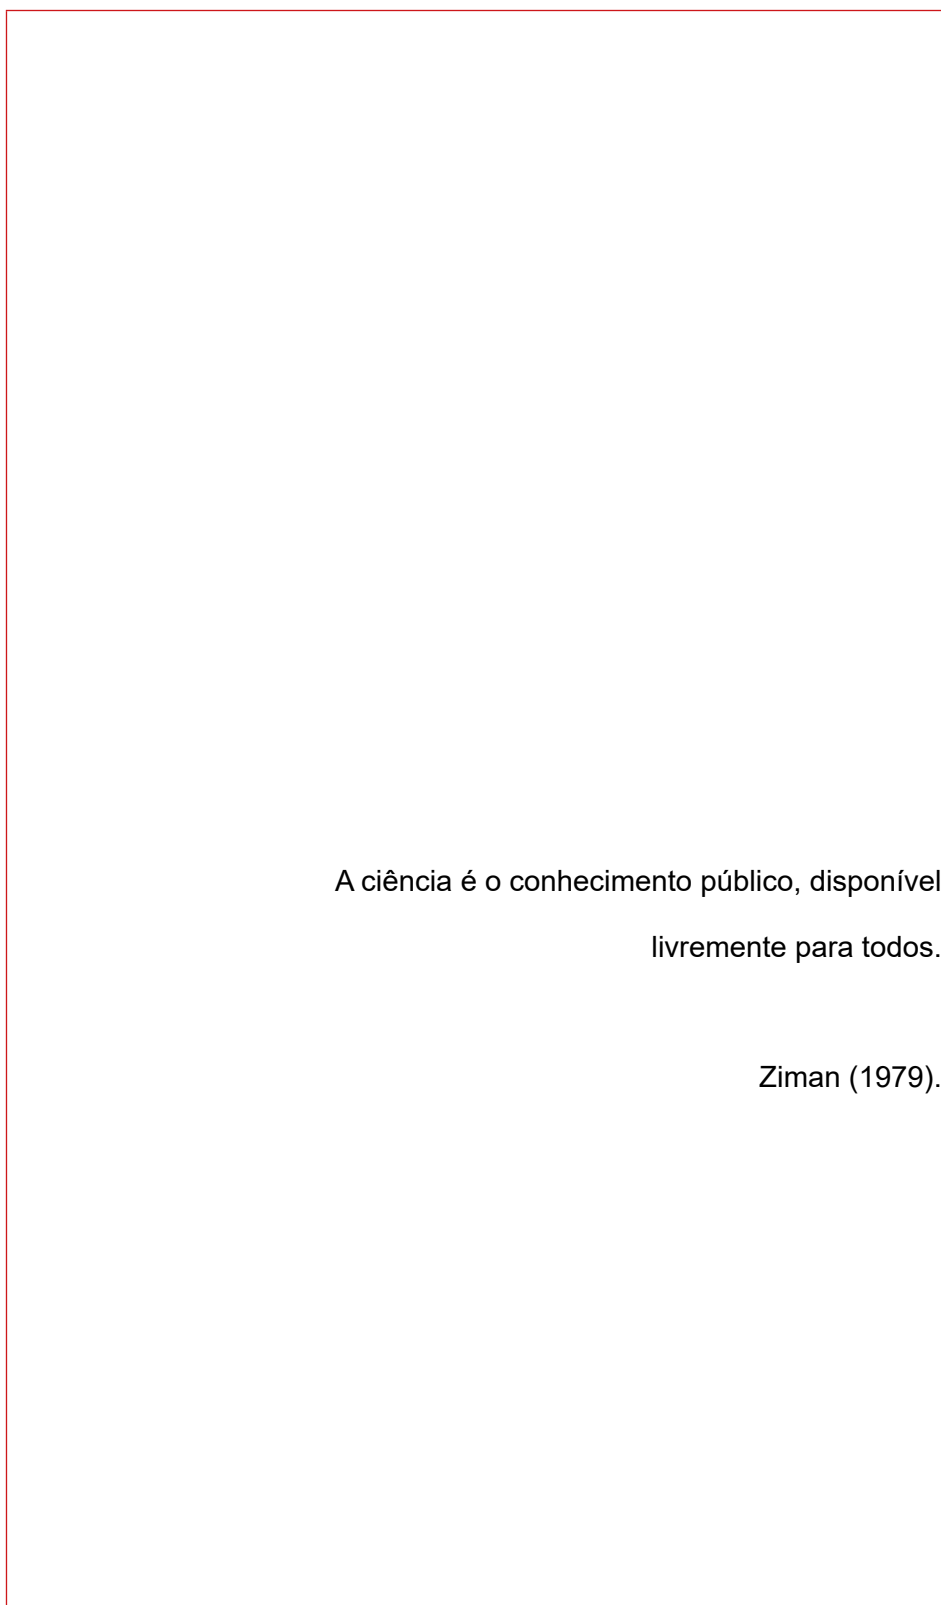 A ciência é o conhecimento público, disponível
livremente para todos.
Ziman (1979).